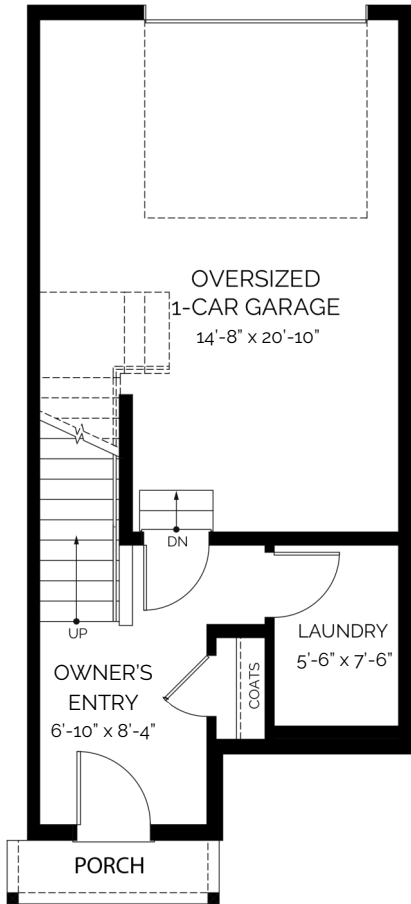 OVERSIZED
1-CAR GARAGE
14'-8" x 20'-10"
DN
UP
LAUNDRY
5'-6" x 7'-6"
OWNER'S
ENTRY
6'-10" x 8'-4"
COATS
PORCH